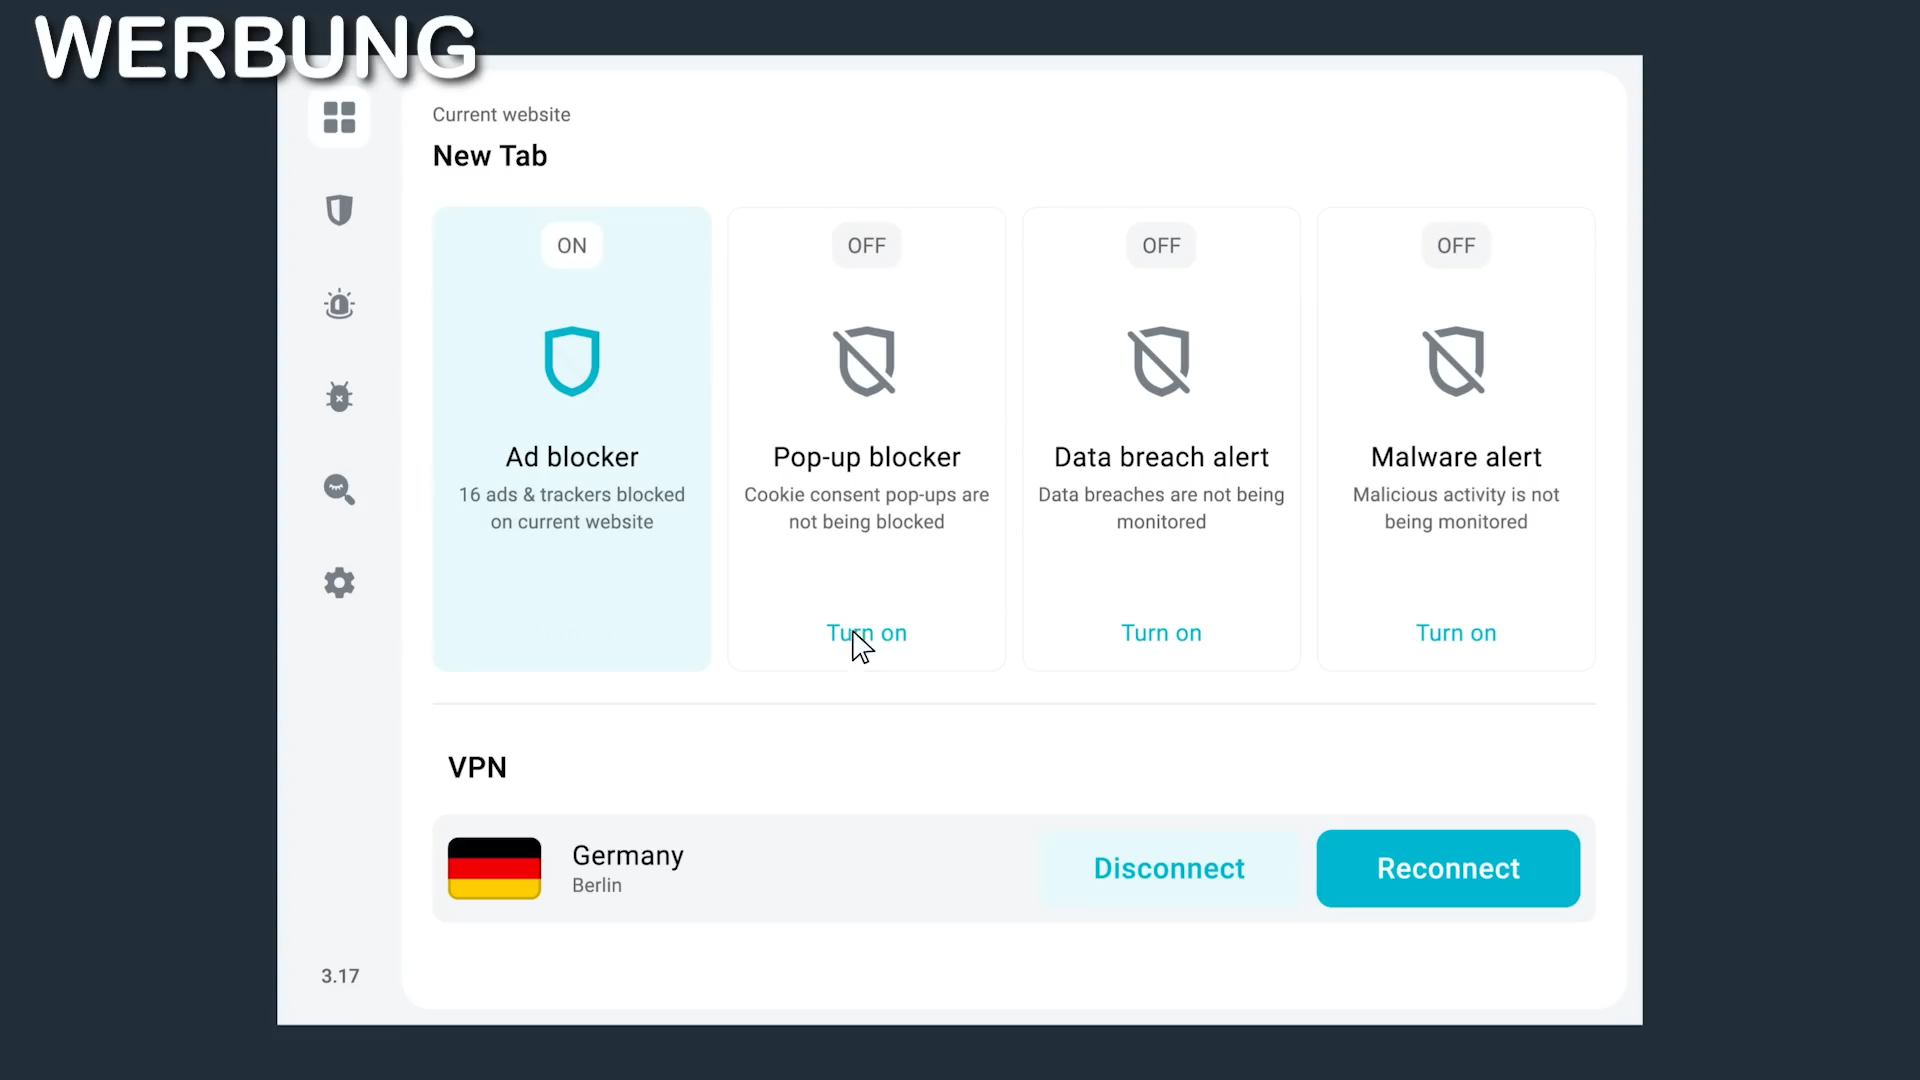 WERBUNG
Current website
New Tab
ON
Ad blocker
16 ads & trackers blocked
on current website
OFF
Pop-up blocker
Cookie consent pop-ups are
not being blocked
Turn on
OFF
Data breach alert
Data breaches are not being
monitored
Turn on
OFF
Malware alert
Malicious activity is not
being monitored
Turn on
VPN
Germany
Berlin
Disconnect
Reconnect
3.17